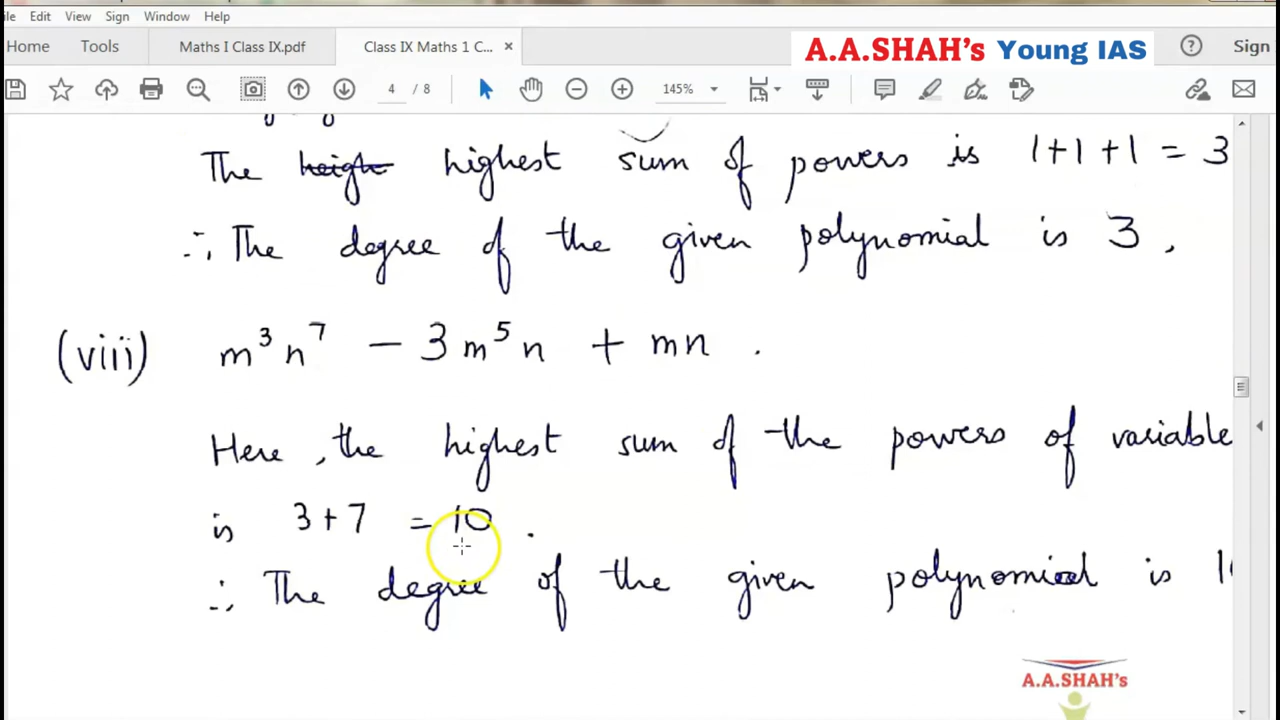 ile Edit View Sign Window Help
Home Tools Maths I Class IX.pdf Class IX Maths 1 C... × A.A.SHAH's Young IAS Sign
4 / 8 145%
The heigh highest sum of powers is 1+1+1 = 3
∴ The degree of the given polynomial is 3.
(viii) m³n⁷ − 3m⁵n + mn.
Here, the highest sum of the powers of variable
is 3+7 = 10.
∴ The degree of the given polynomial is 1
A.A.SHAH's